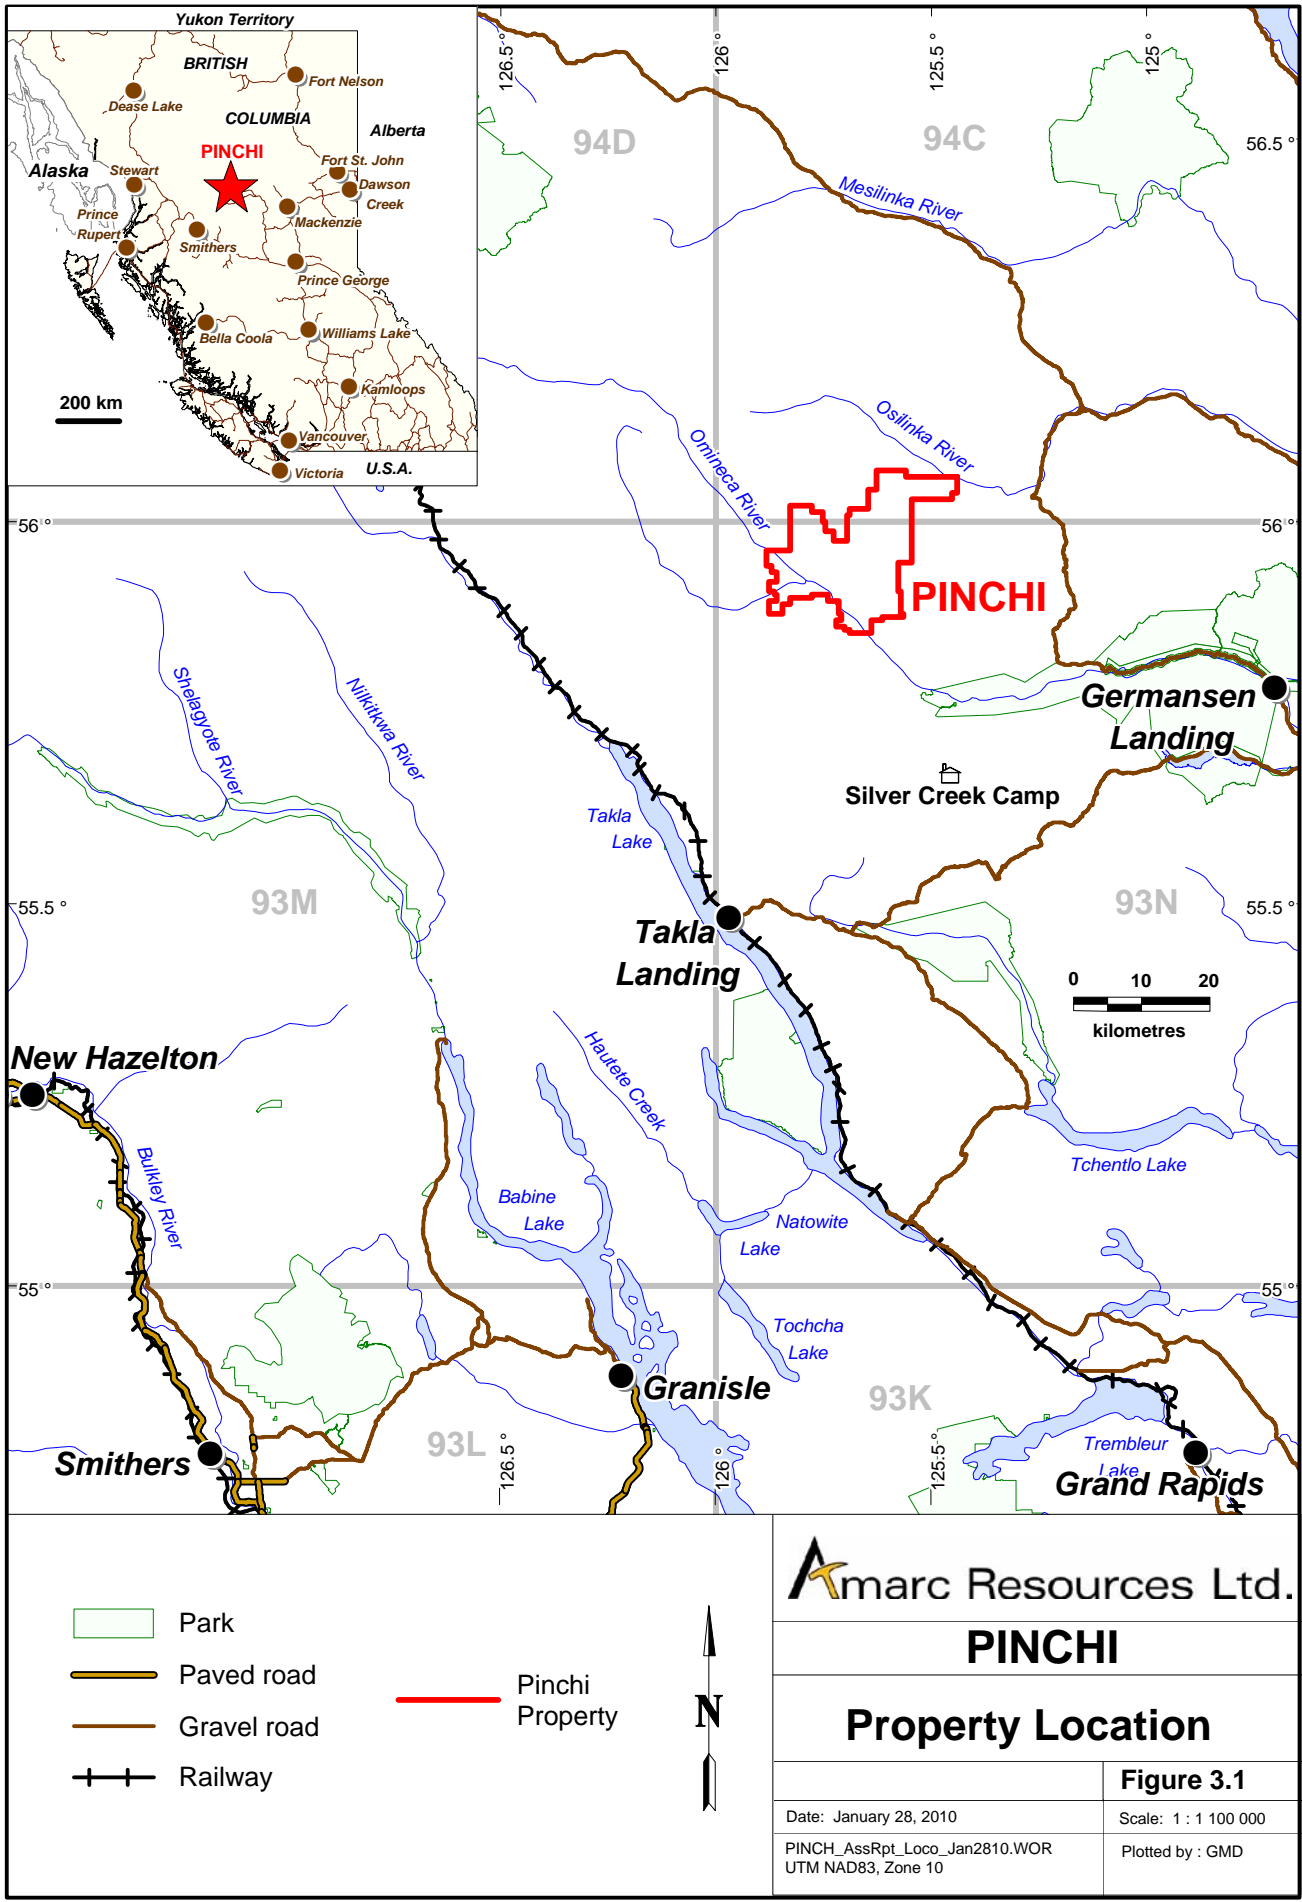 Yukon Territory
BRITISH
COLUMBIA
Fort Nelson
Dease Lake
Alberta
PINCHI
Alaska
Stewart
Fort St. John
Dawson
Creek
Prince
Rupert
Mackenzie
Smithers
Prince George
Bella Coola
Williams Lake
Kamloops
200 km
Vancouver
Victoria
U.S.A.
126.5 °
126 °
125.5 °
125 °
94D
94C
56.5 °
Mesilinka River
Osilinka River
Omineca River
56 °
56 °
PINCHI
Germansen
Landing
Silver Creek Camp
Shelagyote River
Nilkitkwa River
Takla
Lake
93M
93N
55.5 °
55.5 °
Takla
Landing
0 10 20
kilometres
New Hazelton
Hautete Creek
Bulkley River
Tchentlo Lake
Babine
Lake
Natowite
Lake
55 °
55 °
Tochcha
Lake
Granisle
93K
93L
Smithers
Trembleur
Lake
Grand Rapids
126.5 °
126 °
125.5 °
Park
Paved road
Gravel road
Railway
Pinchi
Property
N
Amarc Resources Ltd.
PINCHI
Property Location
Figure 3.1
Date: January 28, 2010
Scale: 1 : 1 100 000
PINCH_AssRpt_Loco_Jan2810.WOR
UTM NAD83, Zone 10
Plotted by : GMD